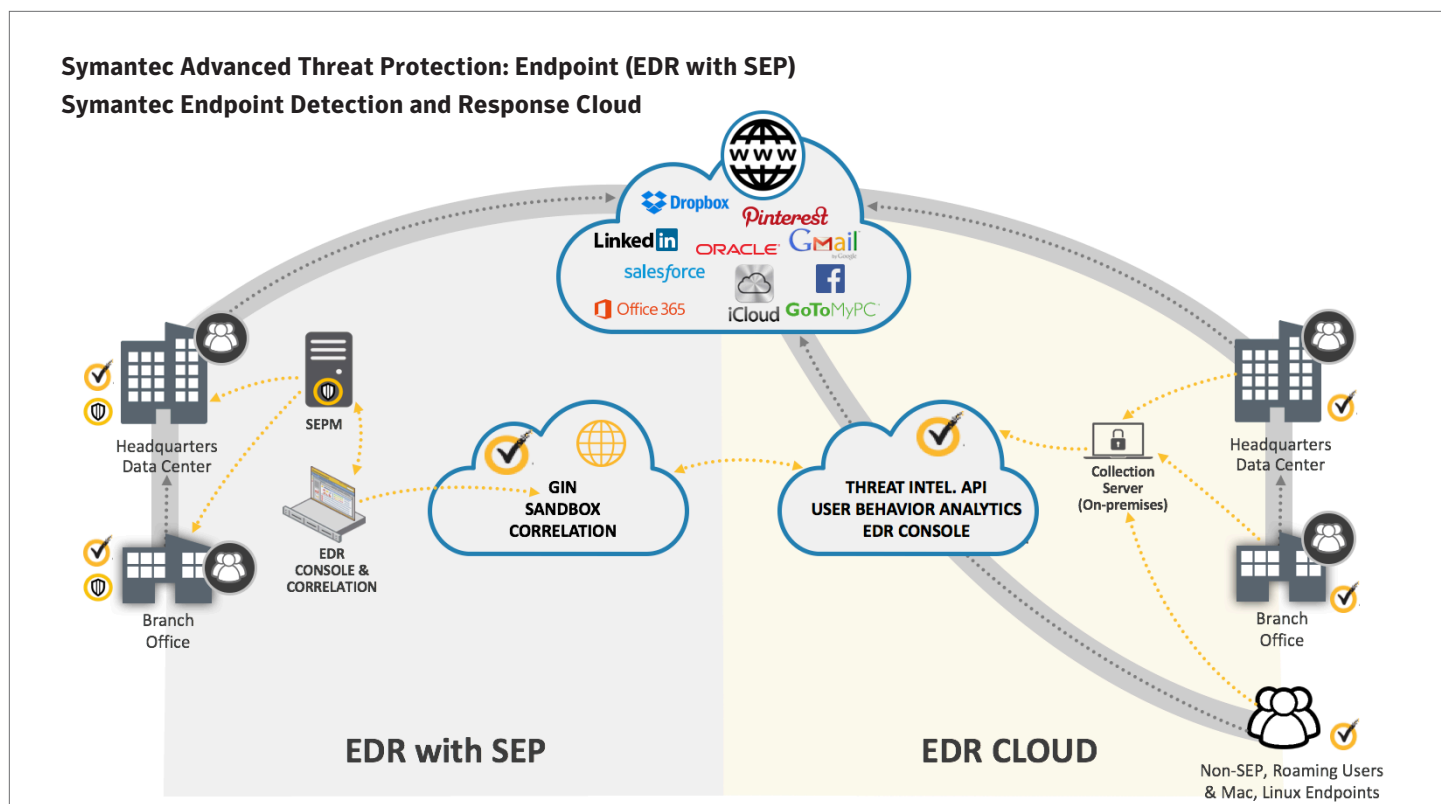 Symantec Advanced Threat Protection: Endpoint (EDR with SEP)
Symantec Endpoint Detection and Response Cloud
WWW
Dropbox
Pinterest
Linked in
ORACLE
Gmail
by Google
salesforce
f
Office 365
iCloud
GoToMyPC
SEPM
Headquarters
Data Center
EDR
CONSOLE &
CORRELATION
Branch
Office
GIN
SANDBOX
CORRELATION
THREAT INTEL. API
USER BEHAVIOR ANALYTICS
EDR CONSOLE
Collection
Server
(On-premises)
Headquarters
Data Center
Branch
Office
EDR with SEP
EDR CLOUD
Non-SEP, Roaming Users
& Mac, Linux Endpoints